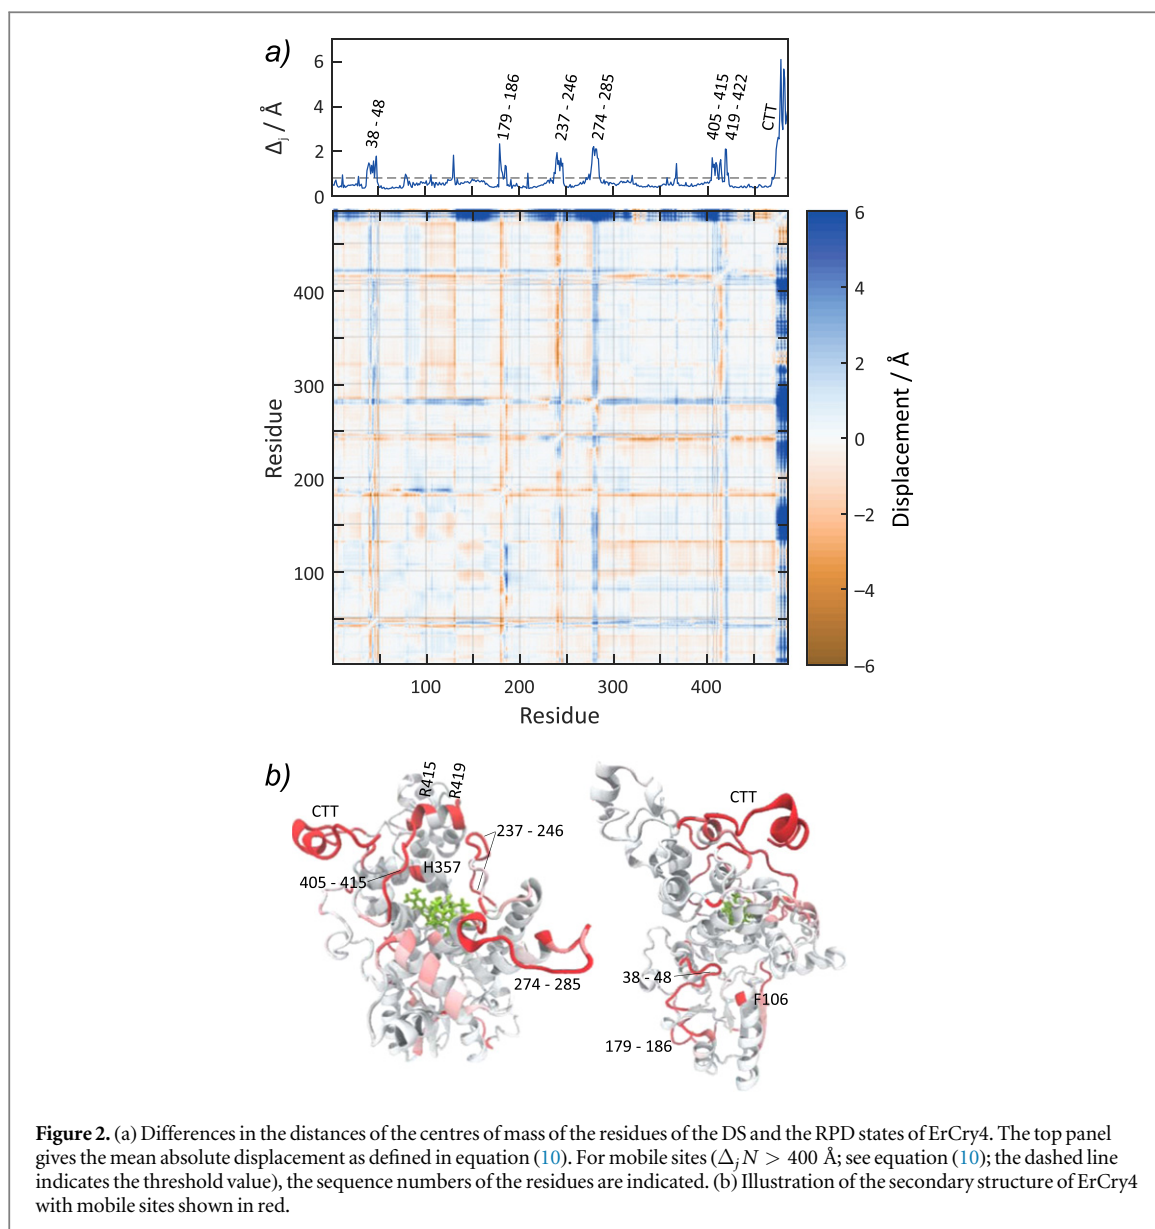 a)
6
4
2
0
Δj / Å
38 - 48
179 - 186
237 - 246
274 - 285
405 - 415
419 - 422
CTT
400
300
200
100
Residue
100
200
300
400
Residue
6
4
2
0
−2
−4
−6
Displacement / Å
b)
R415
R419
CTT
237 - 246
H357
405 - 415
274 - 285
CTT
38 - 48
F106
179 - 186
Figure 2. (a) Differences in the distances of the centres of mass of the residues of the DS and the RPD states of ErCry4. The top panel
gives the mean absolute displacement as defined in equation (10). For mobile sites (ΔjN > 400 Å; see equation (10); the dashed line
indicates the threshold value), the sequence numbers of the residues are indicated. (b) Illustration of the secondary structure of ErCry4
with mobile sites shown in red.